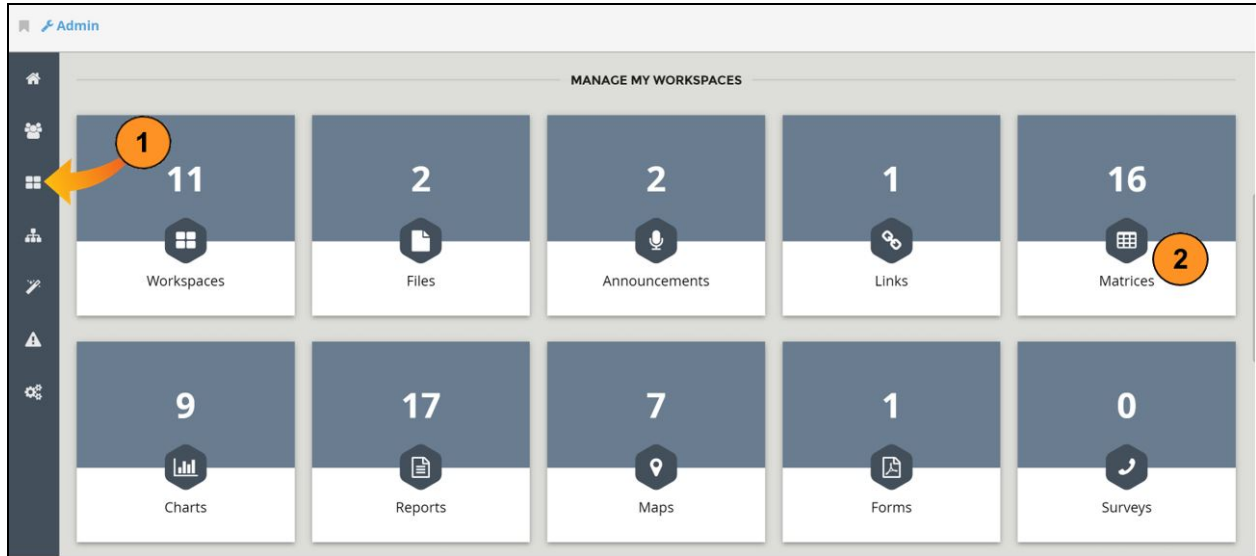 Admin
MANAGE MY WORKSPACES
1
11 2 2 1 16
2
Workspaces Files Announcements Links Matrices
9 17 7 1 0
Charts Reports Maps Forms Surveys